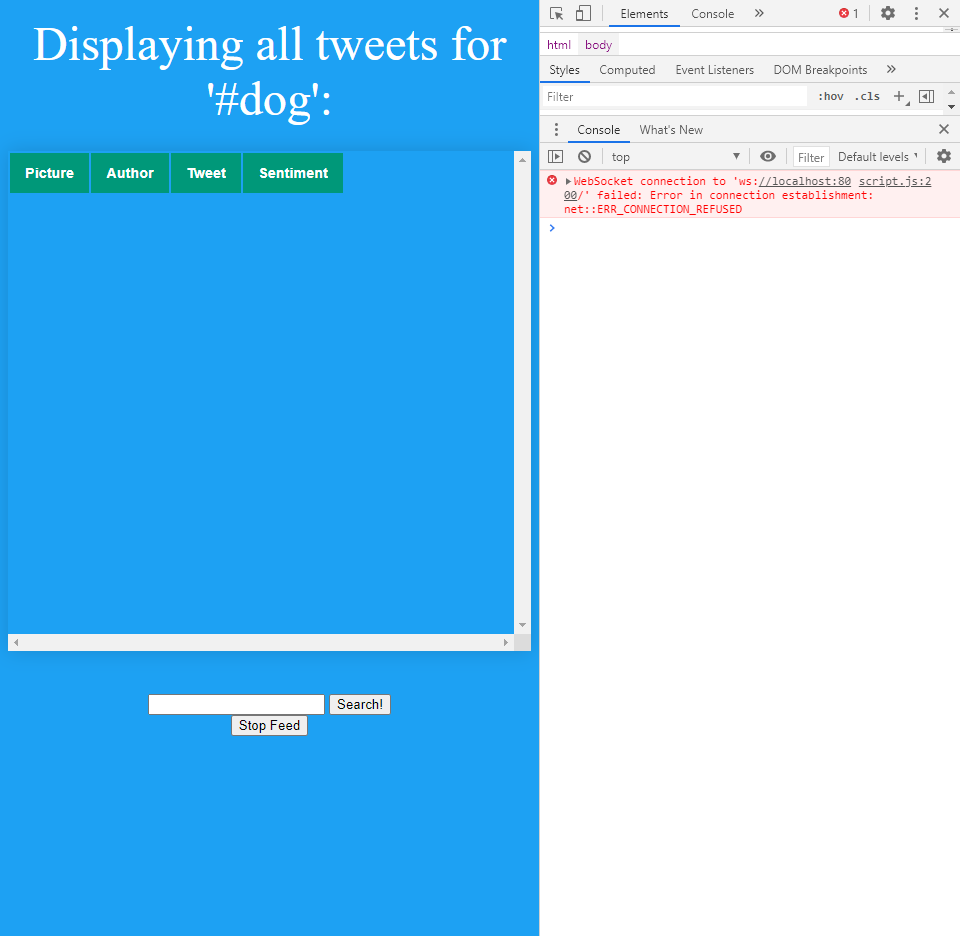 Displaying all tweets for
'#dog':
Picture Author Tweet Sentiment
Search!
Stop Feed
Elements Console 1
html body
Styles Computed Event Listeners DOM Breakpoints
Filter :hov .cls
Console What's New
top Filter Default levels
WebSocket connection to 'ws://localhost:80 script.js:2
00/' failed: Error in connection establishment:
net::ERR_CONNECTION_REFUSED